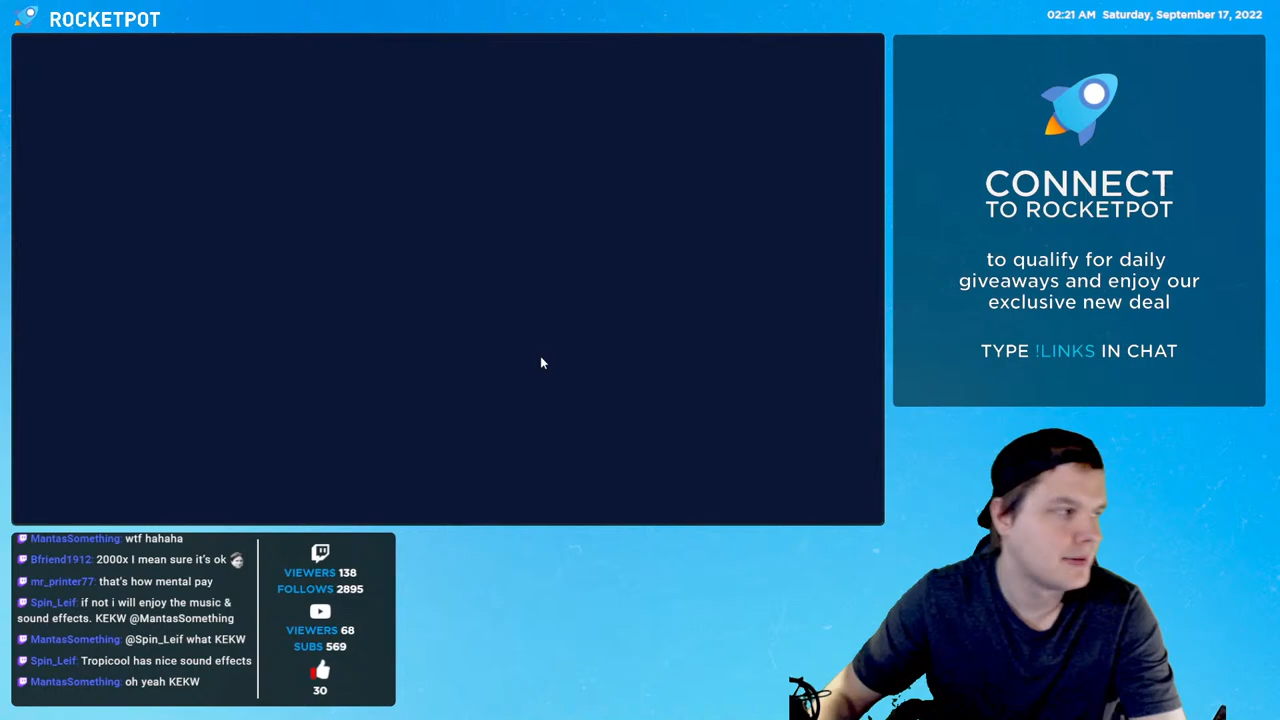 ROCKETPOT
02:21 AM Saturday, September 17, 2022
CONNECT
TO ROCKETPOT
to qualify for daily
giveaways and enjoy our
exclusive new deal
TYPE !LINKS IN CHAT
MantasSomething: wtf hahaha
Bfriend1912: 2000x I mean sure it's ok
mr_printer77: that's how mental pay
Spin_Leif: if not i will enjoy the music &
sound effects. KEKW @MantasSomething
MantasSomething: @Spin_Leif what KEKW
Spin_Leif: Tropicool has nice sound effects
MantasSomething: oh yeah KEKW
VIEWERS 138
FOLLOWS 2895
VIEWERS 68
SUBS 569
30